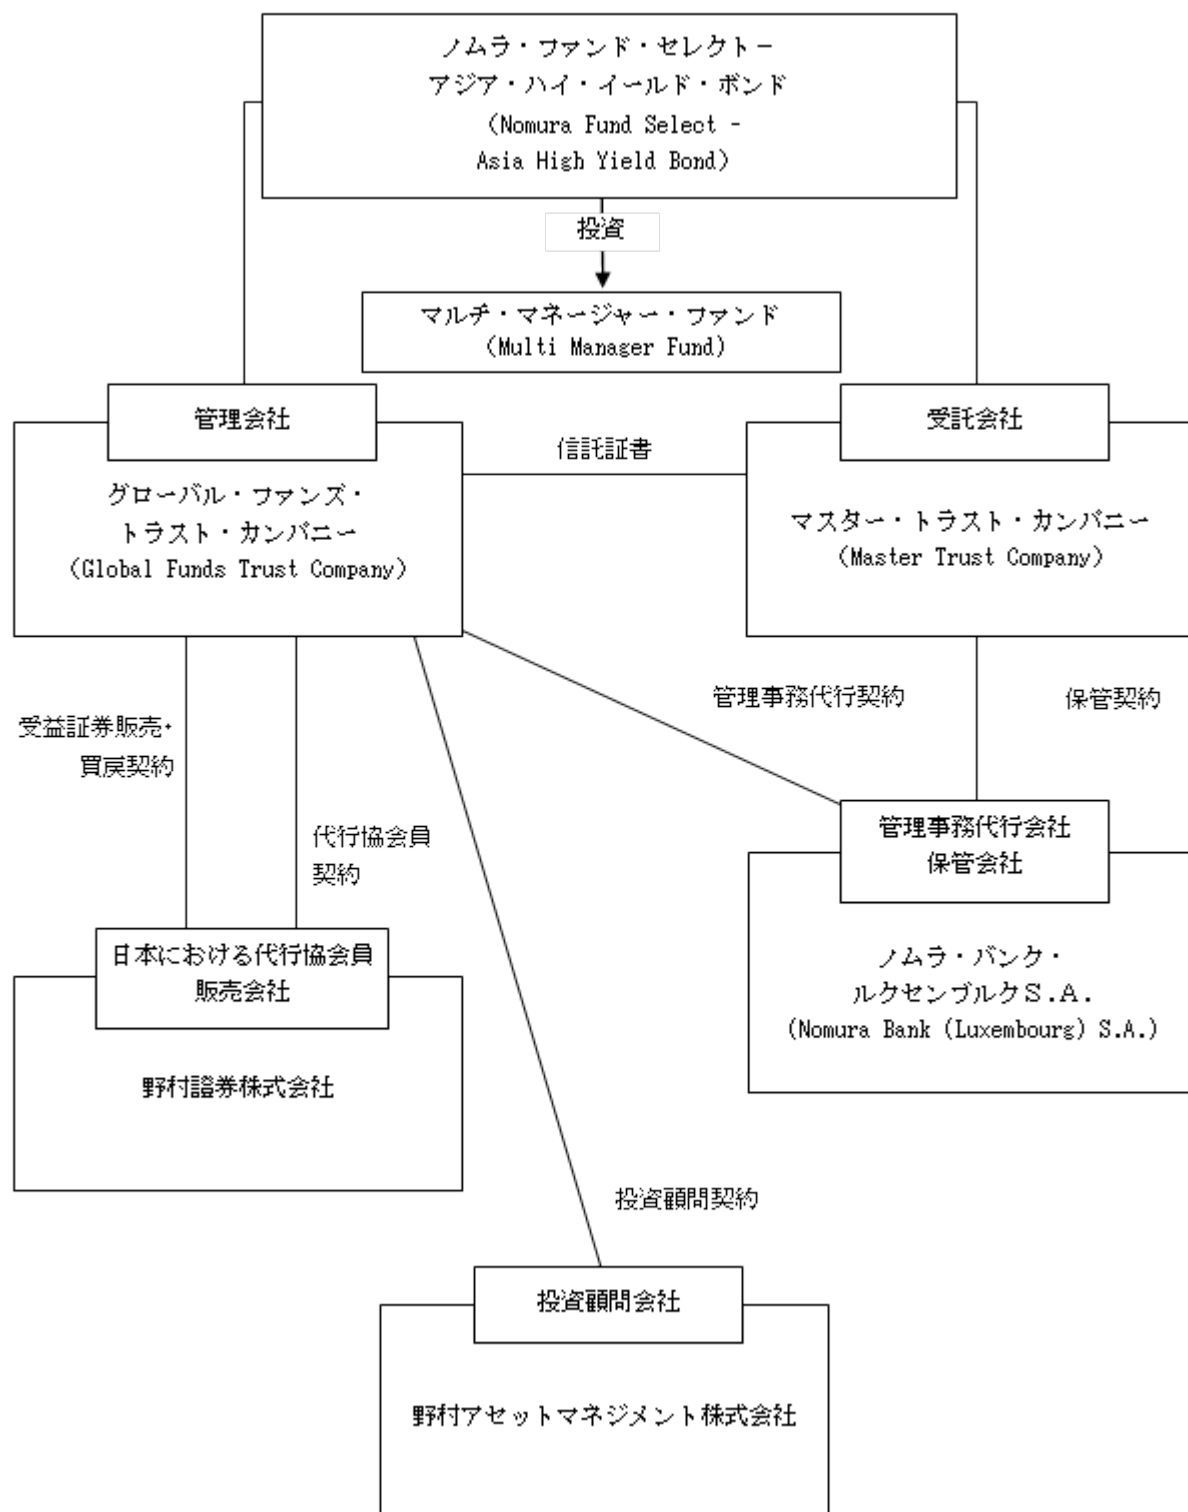 ノムラ・ファンド・セレクト－
アジア・ハイ・イールド・ボンド
（Nomura Fund Select -
Asia High Yield Bond）
投資
マルチ・マネージャー・ファンド
（Multi Manager Fund）
管理会社
受託会社
信託証書
グローバル・ファンズ・
トラスト・カンパニー
（Global Funds Trust Company）
マスター・トラスト・カンパニー
（Master Trust Company）
管理事務代行契約
保管契約
受益証券販売・
買戻契約
代行協会員
契約
管理事務代行会社
保管会社
日本における代行協会員
販売会社
ノムラ・バンク・
ルクセンブルクＳ.Ａ.
（Nomura Bank (Luxembourg) S.A.）
野村證券株式会社
投資顧問契約
投資顧問会社
野村アセットマネジメント株式会社